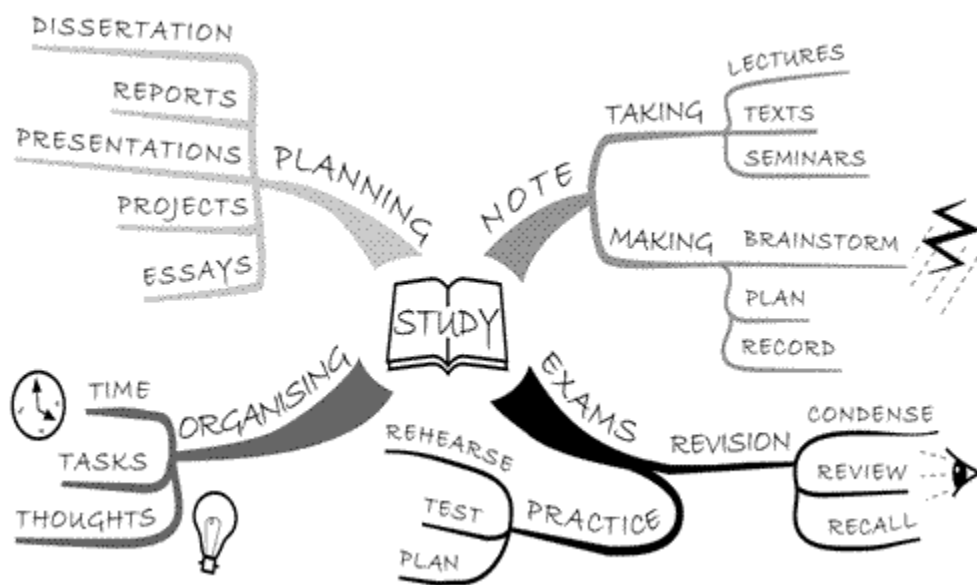 STUDY
PLANNING
DISSERTATION
REPORTS
PRESENTATIONS
PROJECTS
ESSAYS
NOTE
TAKING
LECTURES
TEXTS
SEMINARS
MAKING
BRAINSTORM
PLAN
RECORD
ORGANISING
TIME
TASKS
THOUGHTS
EXAMS
REVISION
CONDENSE
REVIEW
RECALL
PRACTICE
REHEARSE
TEST
PLAN